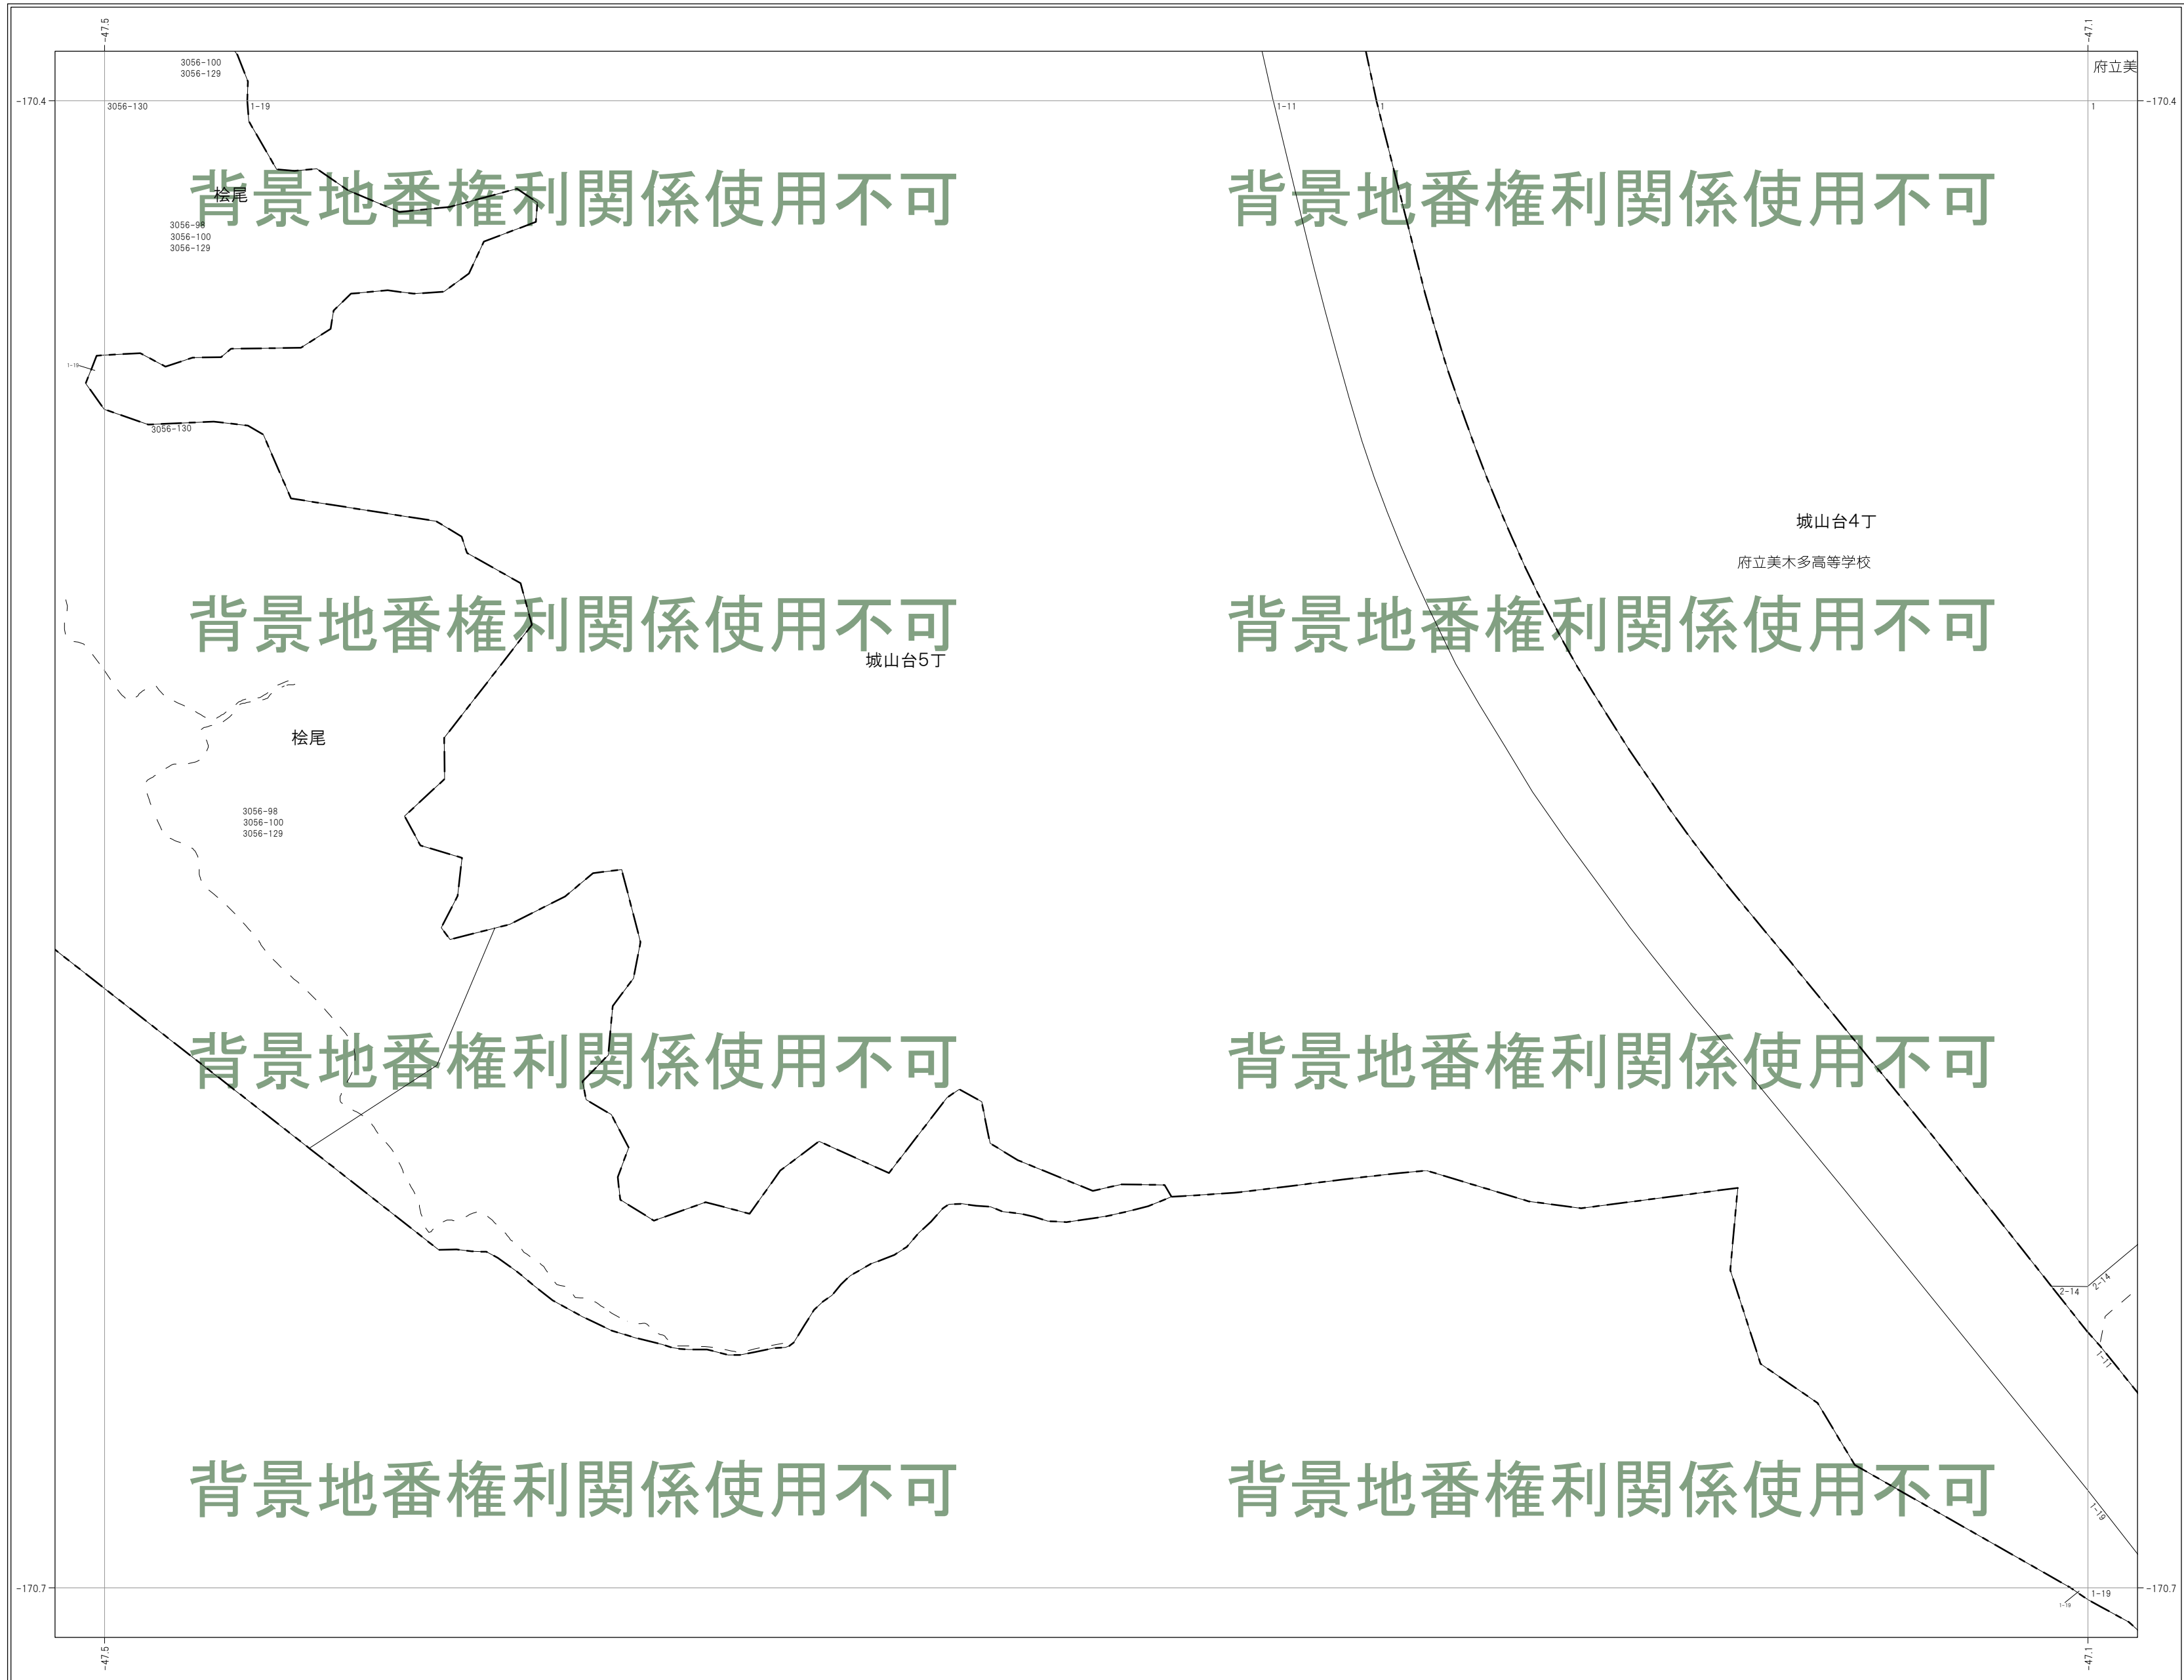 -47.5
-47.1
3056-100
3056-129
府立美
-170.4
3056-130
1-19
1-11
1
1
-170.4
背景地番権利関係使用不可
背景地番権利関係使用不可
桧尾
3056-98
3056-100
3056-129
1-19
3056-130
城山台4丁
府立美木多高等学校
背景地番権利関係使用不可
背景地番権利関係使用不可
城山台5丁
桧尾
3056-98
3056-100
3056-129
背景地番権利関係使用不可
背景地番権利関係使用不可
2-14
2-14
1-11
背景地番権利関係使用不可
背景地番権利関係使用不可
1-19
-170.7
1-19
-170.7
1-19
-47.5
-47.1